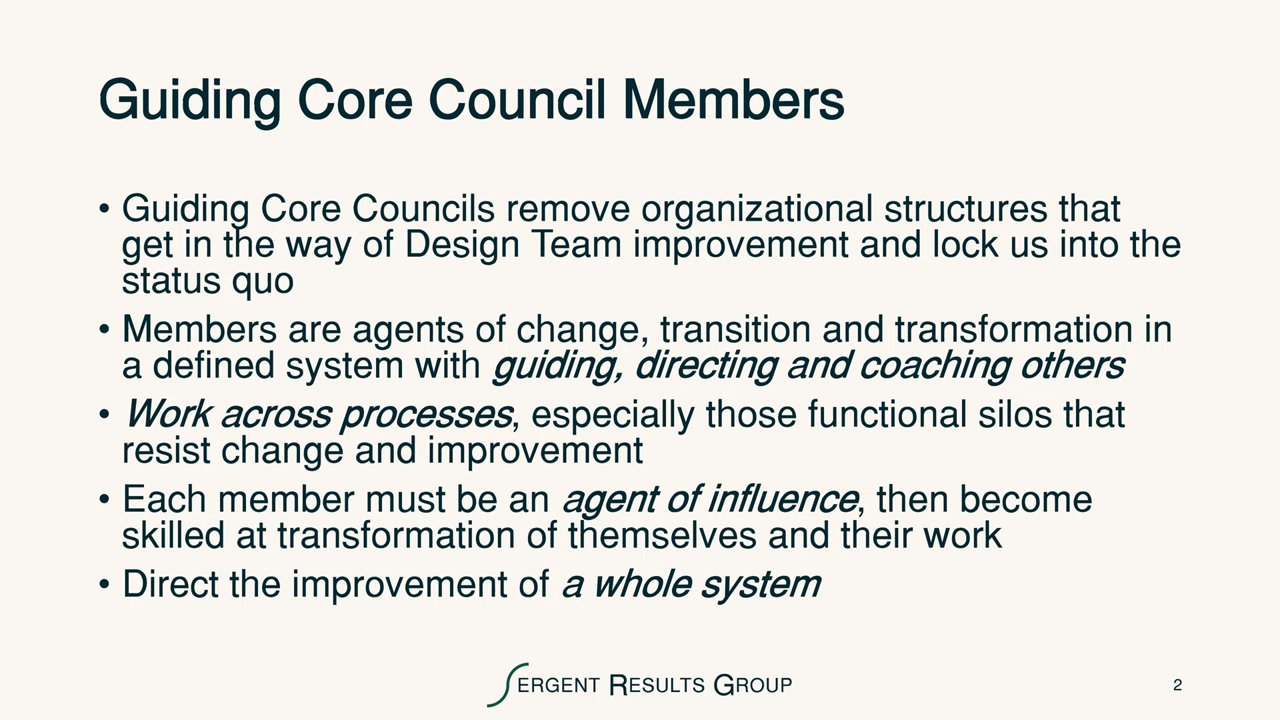 Guiding Core Council Members
• Guiding Core Councils remove organizational structures that
get in the way of Design Team improvement and lock us into the
status quo
• Members are agents of change, transition and transformation in
a defined system with guiding, directing and coaching others
• Work across processes, especially those functional silos that
resist change and improvement
• Each member must be an agent of influence, then become
skilled at transformation of themselves and their work
• Direct the improvement of a whole system
SERGENT RESULTS GROUP
2